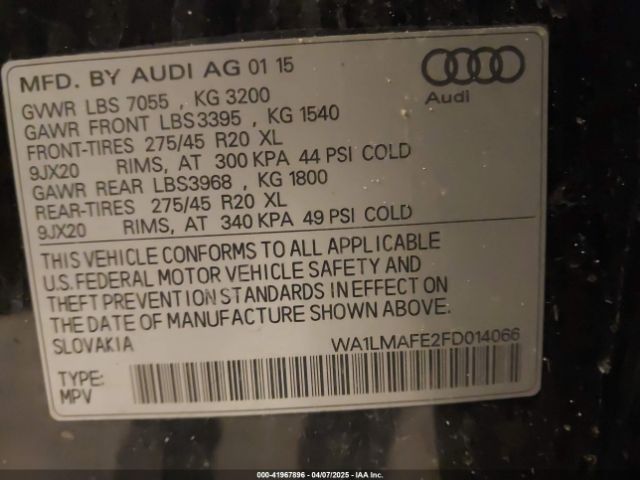 MFD. BY AUDI AG 01 15
GVWR LBS 7055 , KG 3200
GAWR FRONT LBS3395 , KG 1540
FRONT-TIRES 275/45 R20 XL
9JX20 RIMS, AT 300 KPA 44 PSI COLD
GAWR REAR LBS3968 , KG 1800
REAR-TIRES 275/45 R20 XL
9JX20 RIMS, AT 340 KPA 49 PSI COLD
Audi
THIS VEHICLE CONFORMS TO ALL APPLICABLE
U.S. FEDERAL MOTOR VEHICLE SAFETY AND
THEFT PREVENTION STANDARDS IN EFFECT ON
THE DATE OF MANUFACTURE SHOWN ABOVE.
SLOVAKIA WA1LMAFE2FD014066
TYPE:
MPV
000-41967896 - 04/07/2025 - IAA Inc.